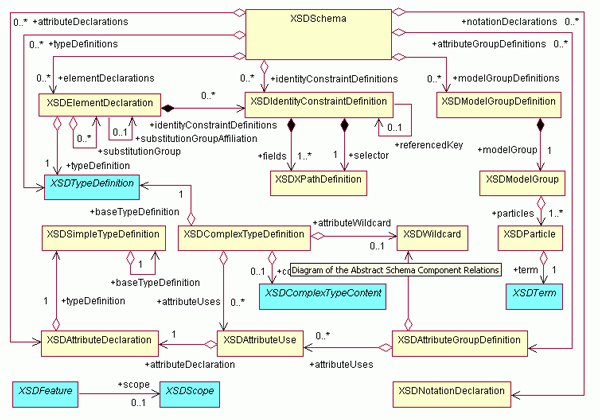 0..* +attributeDeclarations
XSDSchema
+notationDeclarations
0..* +typeDefinitions
+attributeGroupDefinitions
0..* +elementDeclarations
0..* +identityConstraintDefinitions
0..* +modelGroupDefinitions
XSDElementDeclaration
0..*
XSDIdentityConstraintDefinition
XSDModelGroupDefinition
+identityConstraintDefinitions
0..* 0..1 +substitutionGroupAffiliation
0..1 +referencedKey
+substitutionGroup
+fields 1..*
1 +selector
+modelGroup 1
1 +typeDefinition
XSDTypeDefinition
XSDXPathDefinition
XSDModelGroup
1
+baseTypeDefinition
+particles 1..*
+attributeWildcard
XSDSimpleTypeDefinition
XSDComplexTypeDefinition
XSDWildcard
XSDParticle
0..1
1
+baseTypeDefinition
0..1
Diagram of the Abstract Schema Component Relations
+term 1
XSDComplexTypeContent
XSDTerm
1 +typeDefinition
+attributeUses 0..*
1
0..*
0..*
0..*
XSDAttributeDeclaration
XSDAttributeUse
XSDAttributeGroupDefinition
+attributeDeclaration
+attributeUses
XSDFeature
+scope
0..1
XSDScope
XSDNotationDeclaration